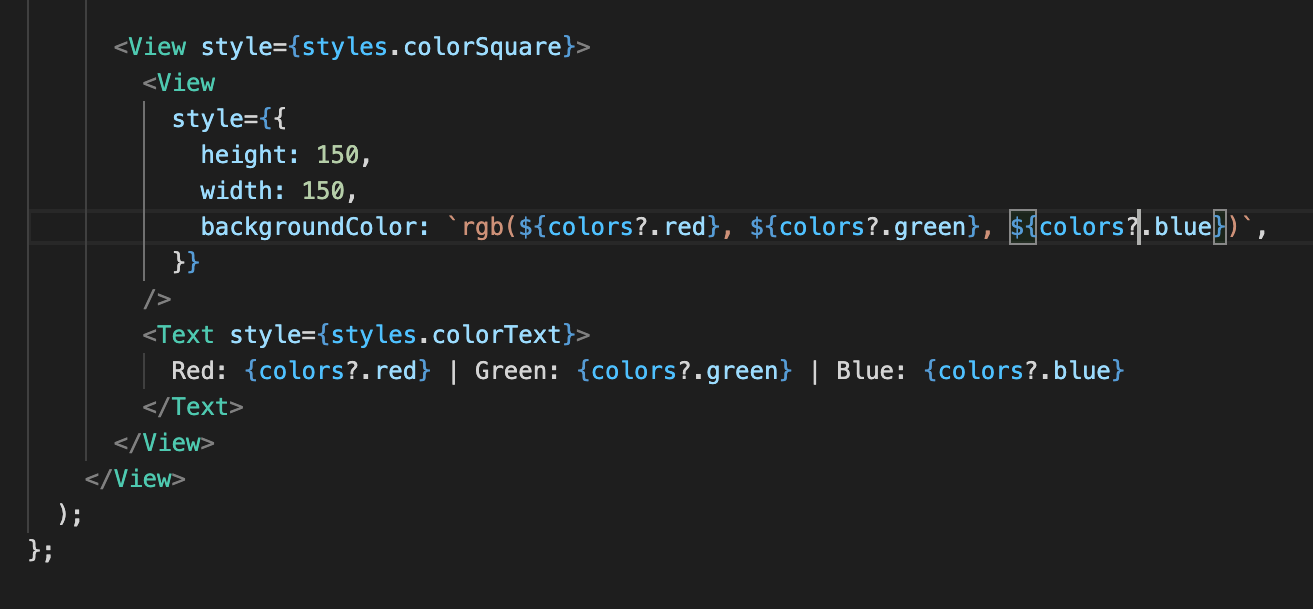 <View style={styles.colorSquare}>
<View
style={{
height: 150,
width: 150,
backgroundColor: `rgb(${colors?.red}, ${colors?.green}, ${colors?.blue})`,
}}
/>
<Text style={styles.colorText}>
Red: {colors?.red} | Green: {colors?.green} | Blue: {colors?.blue}
</Text>
</View>
</View>
);
};